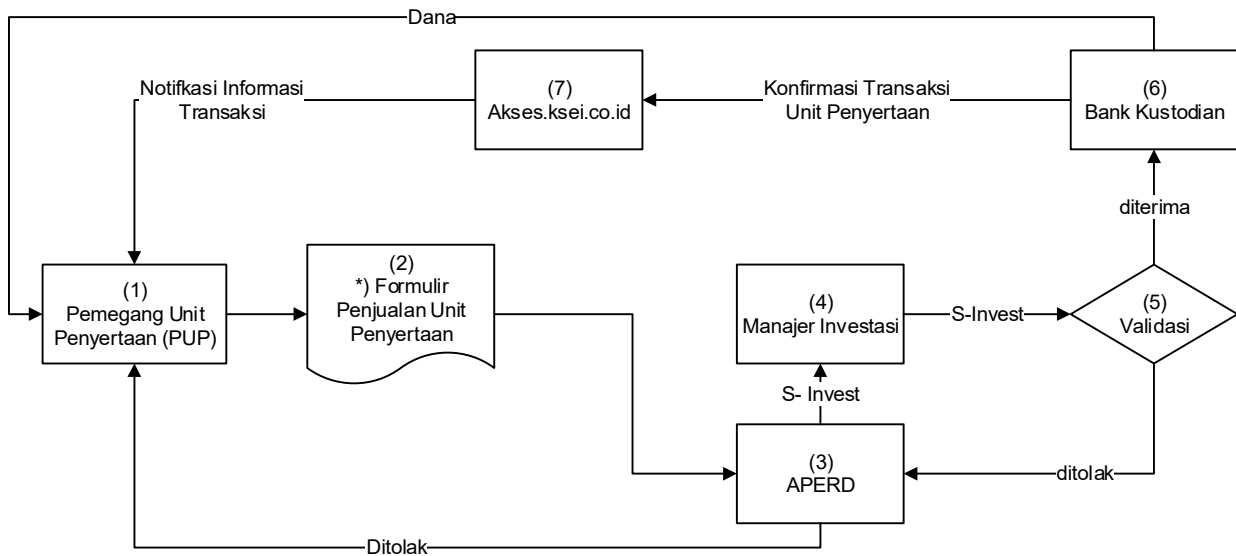 Dana
Notifkasi Informasi
Transaksi
(7)
Akses.ksei.co.id
Konfirmasi Transaksi
Unit Penyertaan
(6)
Bank Kustodian
diterima
(1)
Pemegang Unit
Penyertaan (PUP)
(2)
*) Formulir
Penjualan Unit
Penyertaan
(4)
Manajer Investasi
S-Invest
(5)
Validasi
S- Invest
(3)
APERD
ditolak
Ditolak